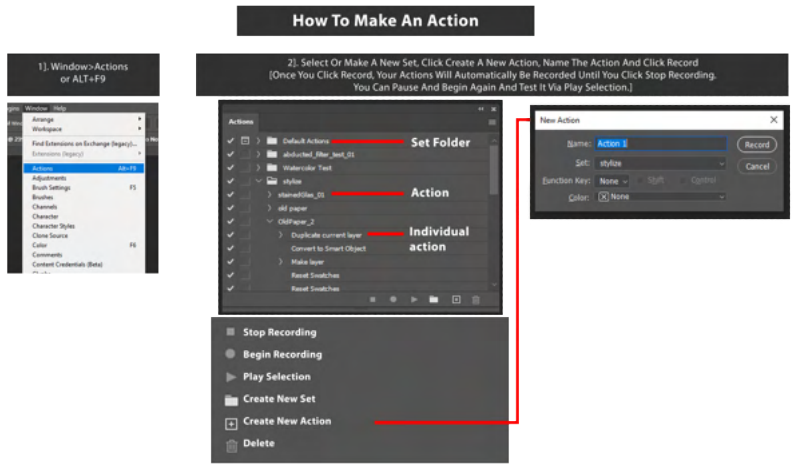 How To Make An Action
1]. Window>Actions
or ALT+F9
2]. Select Or Make A New Set, Click Create A New Action, Name The Action And Click Record
[Once You Click Record, Your Actions Will Automatically Be Recorded Until You Click Stop Recording.
You Can Pause And Begin Again And Test It Via Play Selection.]
Window Help
Arrange
Workspace
Find Extensions on Exchange (legacy)...
Extensions (legacy)
Actions Alt+F9
Adjustments
Brush Settings F5
Brushes
Channels
Character
Character Styles
Clone Source
Color F6
Comments
Content Credentials (Beta)
Actions
Default Actions
Set Folder
abducted_filter_test_01
Watercolor Test
stylize
stainedGlas_01
Action
old paper
OldPaper_2
Duplicate current layer
Individual
action
Convert to Smart Object
Make layer
Reset Swatches
Reset Swatches
New Action
Name: Action 1
Record
Set: stylize
Cancel
Function Key: None Shift Control
Color: None
Stop Recording
Begin Recording
Play Selection
Create New Set
Create New Action
Delete